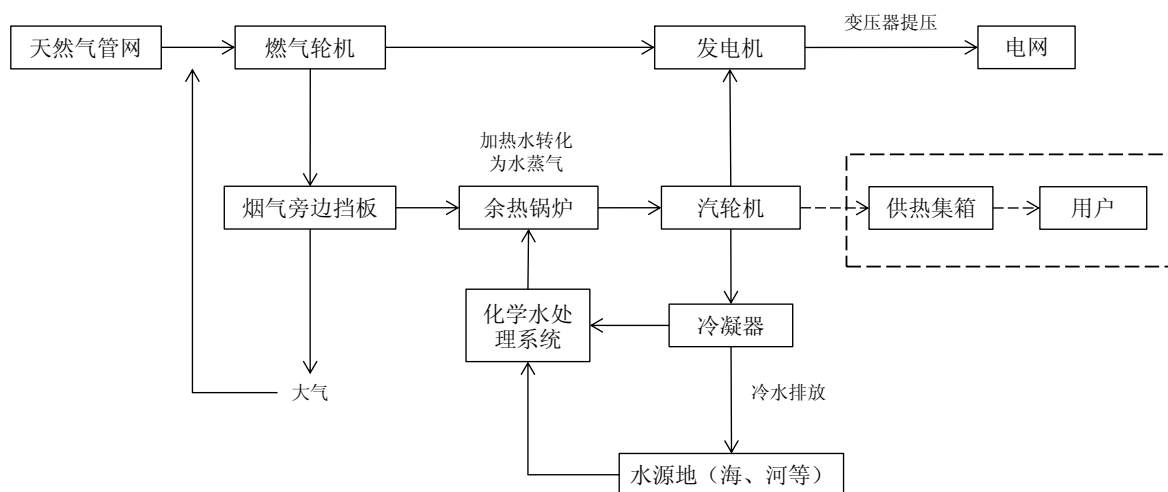 变压器提压
天然气管网
燃气轮机
发电机
电网
加热水转化
为水蒸气
烟气旁边挡板
余热锅炉
汽轮机
供热集箱
用户
化学水处
理系统
冷凝器
大气
冷水排放
水源地（海、河等）